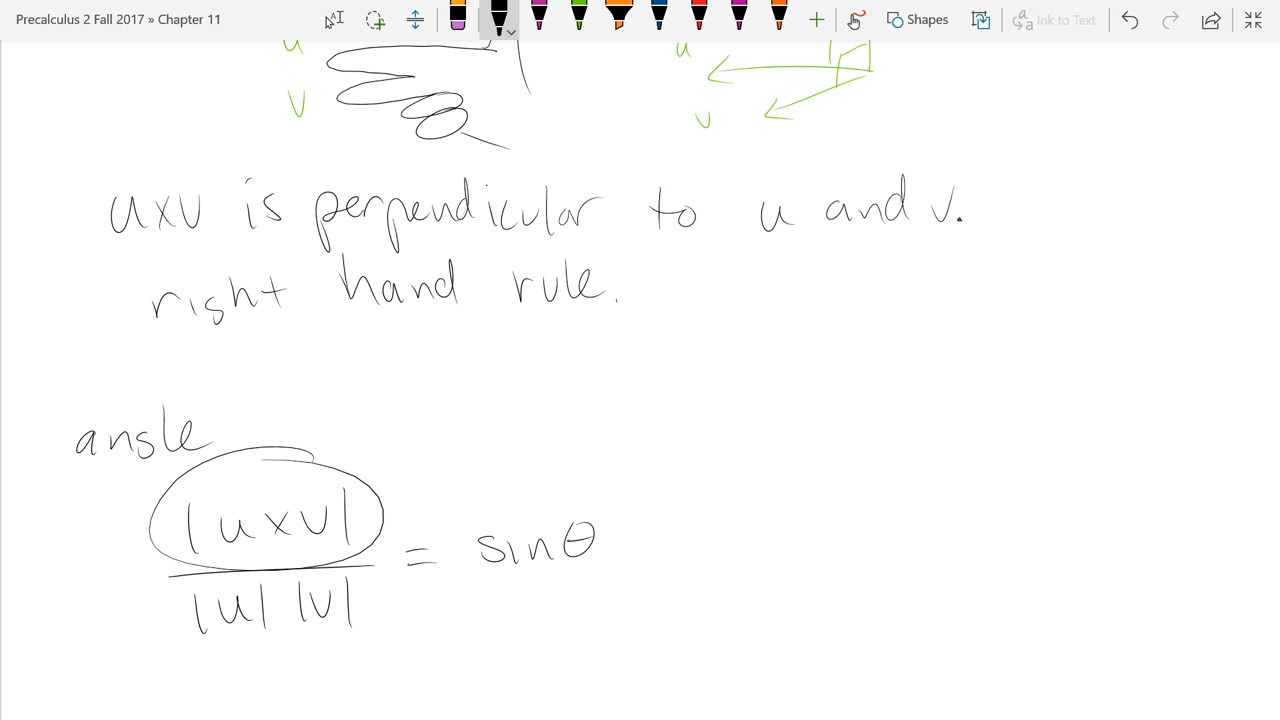 Precalculus 2 Fall 2017 » Chapter 11
Shapes
Ink to Text
u
v
u
v
uxv is perpendicular to u and v.
right hand rule.
angle
|uxv|
|u| |v|
= sinθ